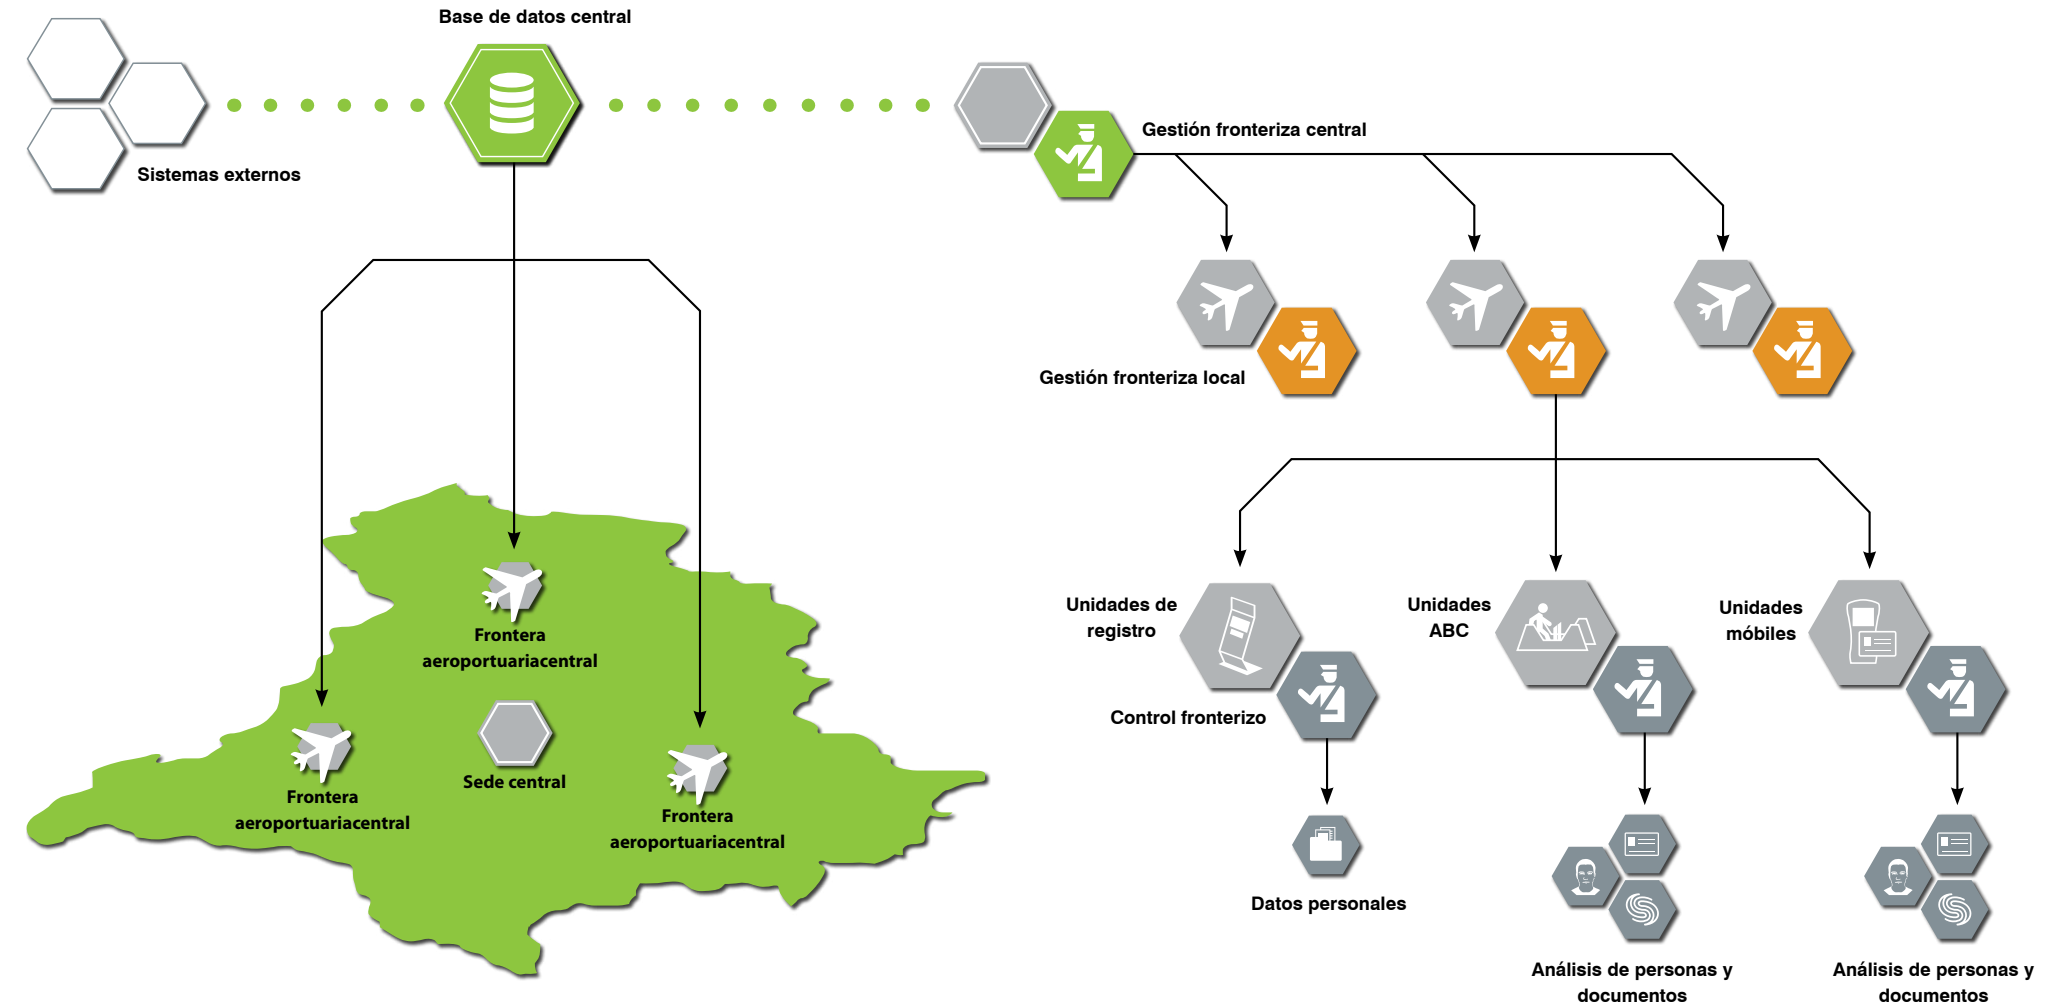 Base de datos central
Sistemas externos
Gestión fronteriza central
Gestión fronteriza local
Frontera
aeroportuariacentral
Sede central
Frontera
aeroportuariacentral
Frontera
aeroportuariacentral
Unidades de
registro
Unidades
ABC
Unidades
móbiles
Control fronterizo
Datos personales
Análisis de personas y
documentos
Análisis de personas y
documentos